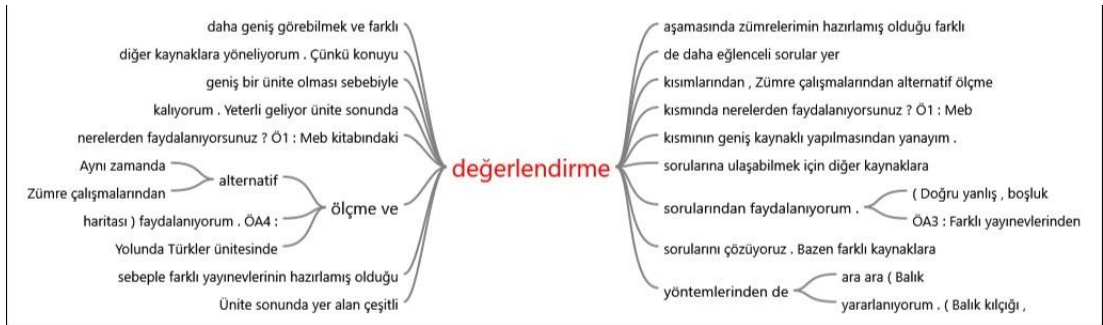 daha geniş görebilmek ve farklı
diğer kaynaklara yöneliyorum . Çünkü konuyu
geniş bir ünite olması sebebiyle
kalıyorum . Yeterli geliyor ünite sonunda
nerelerden faydalanıyorsunuz ? Ö1 : Meb kitabındaki
Aynı zamanda
Zümre çalışmalarından
alternatif
haritası ) faydalanıyorum . ÖA4 :
Yolunda Türkler ünitesinde
ölçme ve
sebeple farklı yayınevlerinin hazırlamış olduğu
Ünite sonunda yer alan çeşitli
değerlendirme
aşamasında zümrelerimin hazırlamış olduğu farklı
de daha eğlenceli sorular yer
kısımlarından , Zümre çalışmalarından alternatif ölçme
kısmında nerelerden faydalanıyorsunuz ? Ö1 : Meb
kısmının geniş kaynaklı yapılmasından yanayım .
sorularına ulaşabilmek için diğer kaynaklara
sorularından faydalanıyorum .
( Doğru yanlış , boşluk
ÖA3 : Farklı yayınevlerinden
sorularını çözüyoruz . Bazen farklı kaynaklara
yöntemlerinden de
ara ara ( Balık
yararlanıyorum . ( Balık kılçığı ,